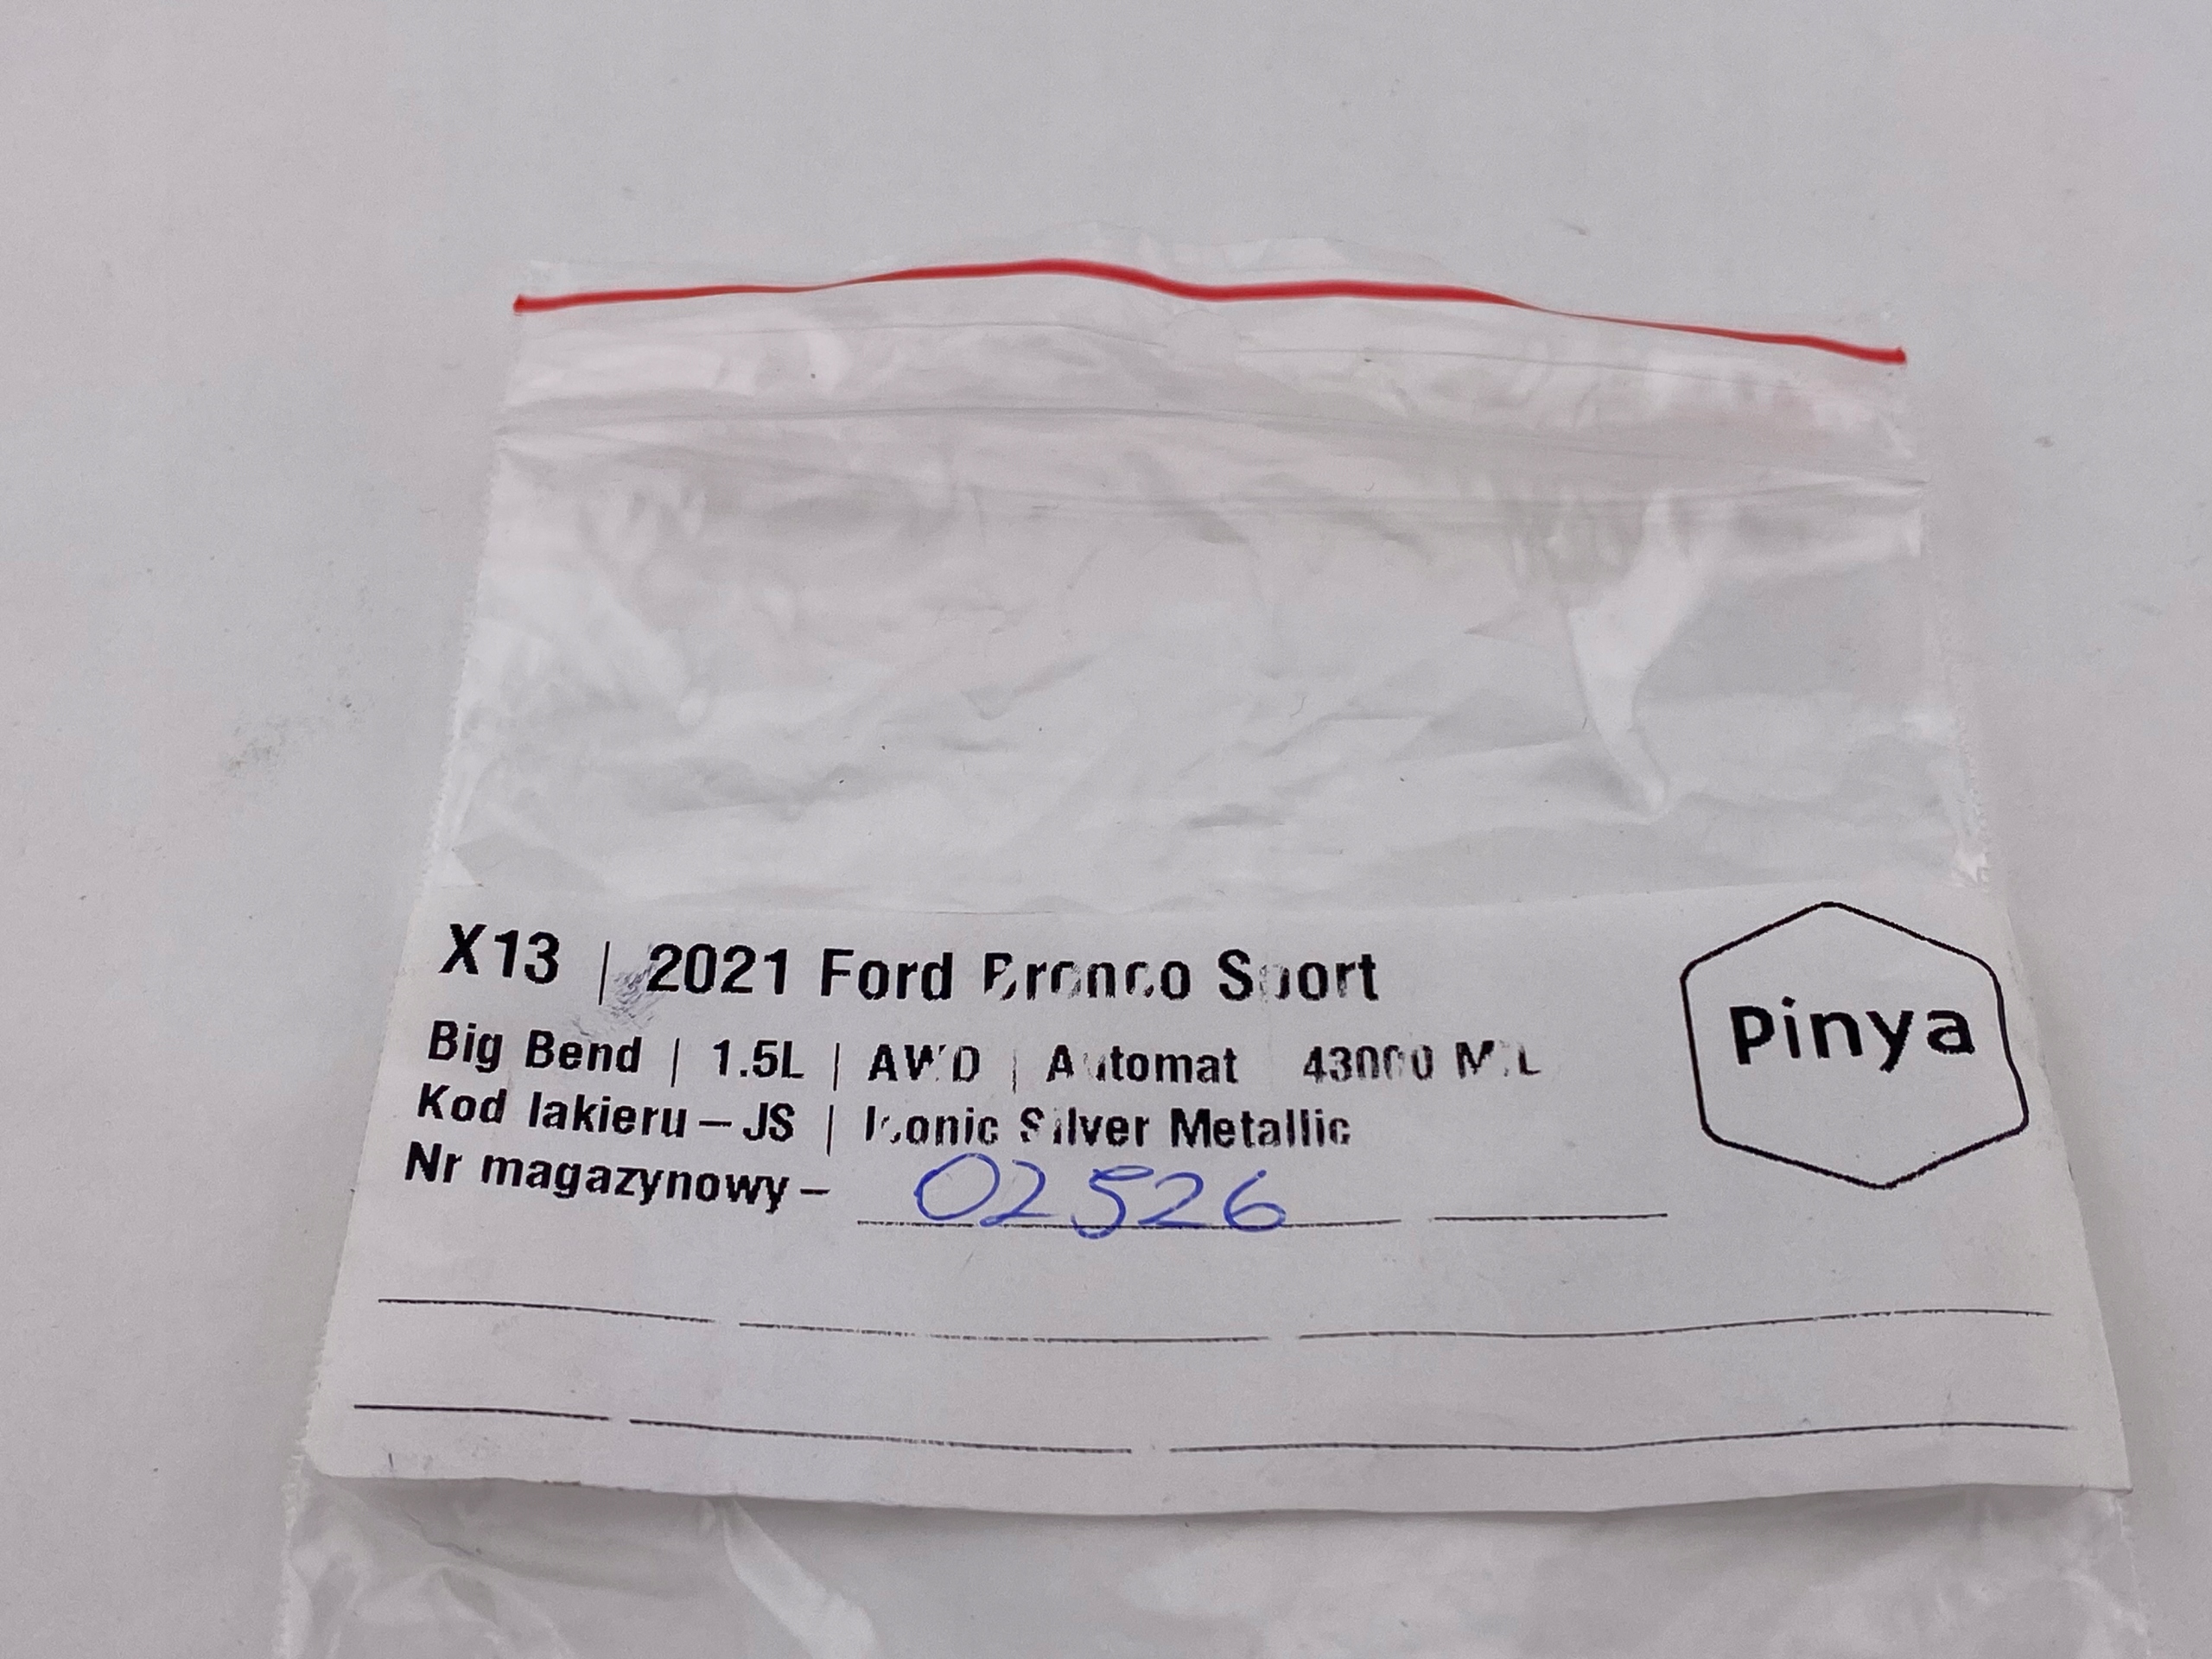 X13 | 2021 Ford Bronco Sport
Pinya
Big Bend | 1.5L | AWD | Automat 43000 MIL
Kod lakieru – JS | Iconic Silver Metallic
Nr magazynowy – 02526